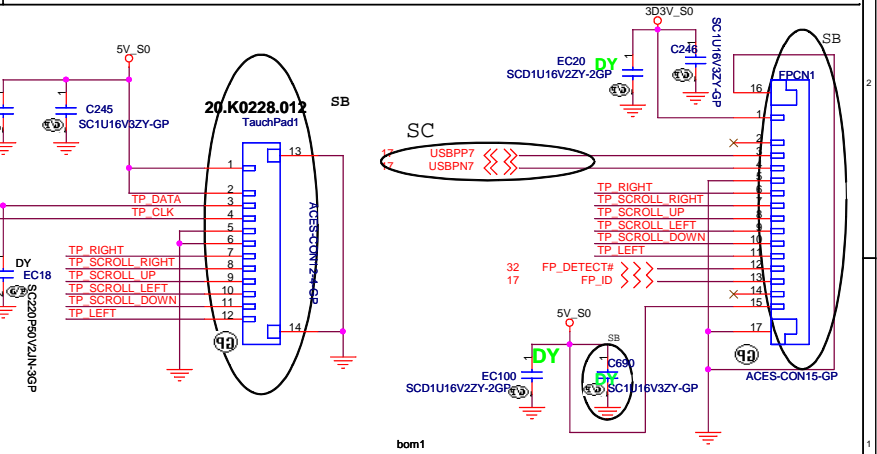 3D3V_S0
SC1U16V3ZY-GP
SB
5V_S0
EC20
DY
C246
SCD1U16V2ZY-2GP
FPCN1
2
C245
SC1U16V3ZY-GP
20.K0228.012
SB
TauchPad1
SC
16
1
2
17
USBPP7
3
17
USBPN7
4
13
1
2
TP_DATA
3
TP_CLK
4
5
6
TP_RIGHT
7
TP_SCROLL_RIGHT
8
TP_SCROLL_UP
9
TP_SCROLL_LEFT
10
TP_SCROLL_DOWN
11
TP_LEFT
12
14
ACES-CON12-4-GP
5
TP_RIGHT
6
TP_SCROLL_RIGHT
7
TP_SCROLL_UP
8
TP_SCROLL_LEFT
9
TP_SCROLL_DOWN
10
TP_LEFT
11
32
FP_DETECT#
12
17
FP_ID
13
14
15
17
DY
EC18
SC220P50V2JN-3GP
5V_S0
SB
DY
C690
EC100
DY
SCD1U16V2ZY-2GP
SC1U16V3ZY-GP
ACES-CON15-GP
bom1
1